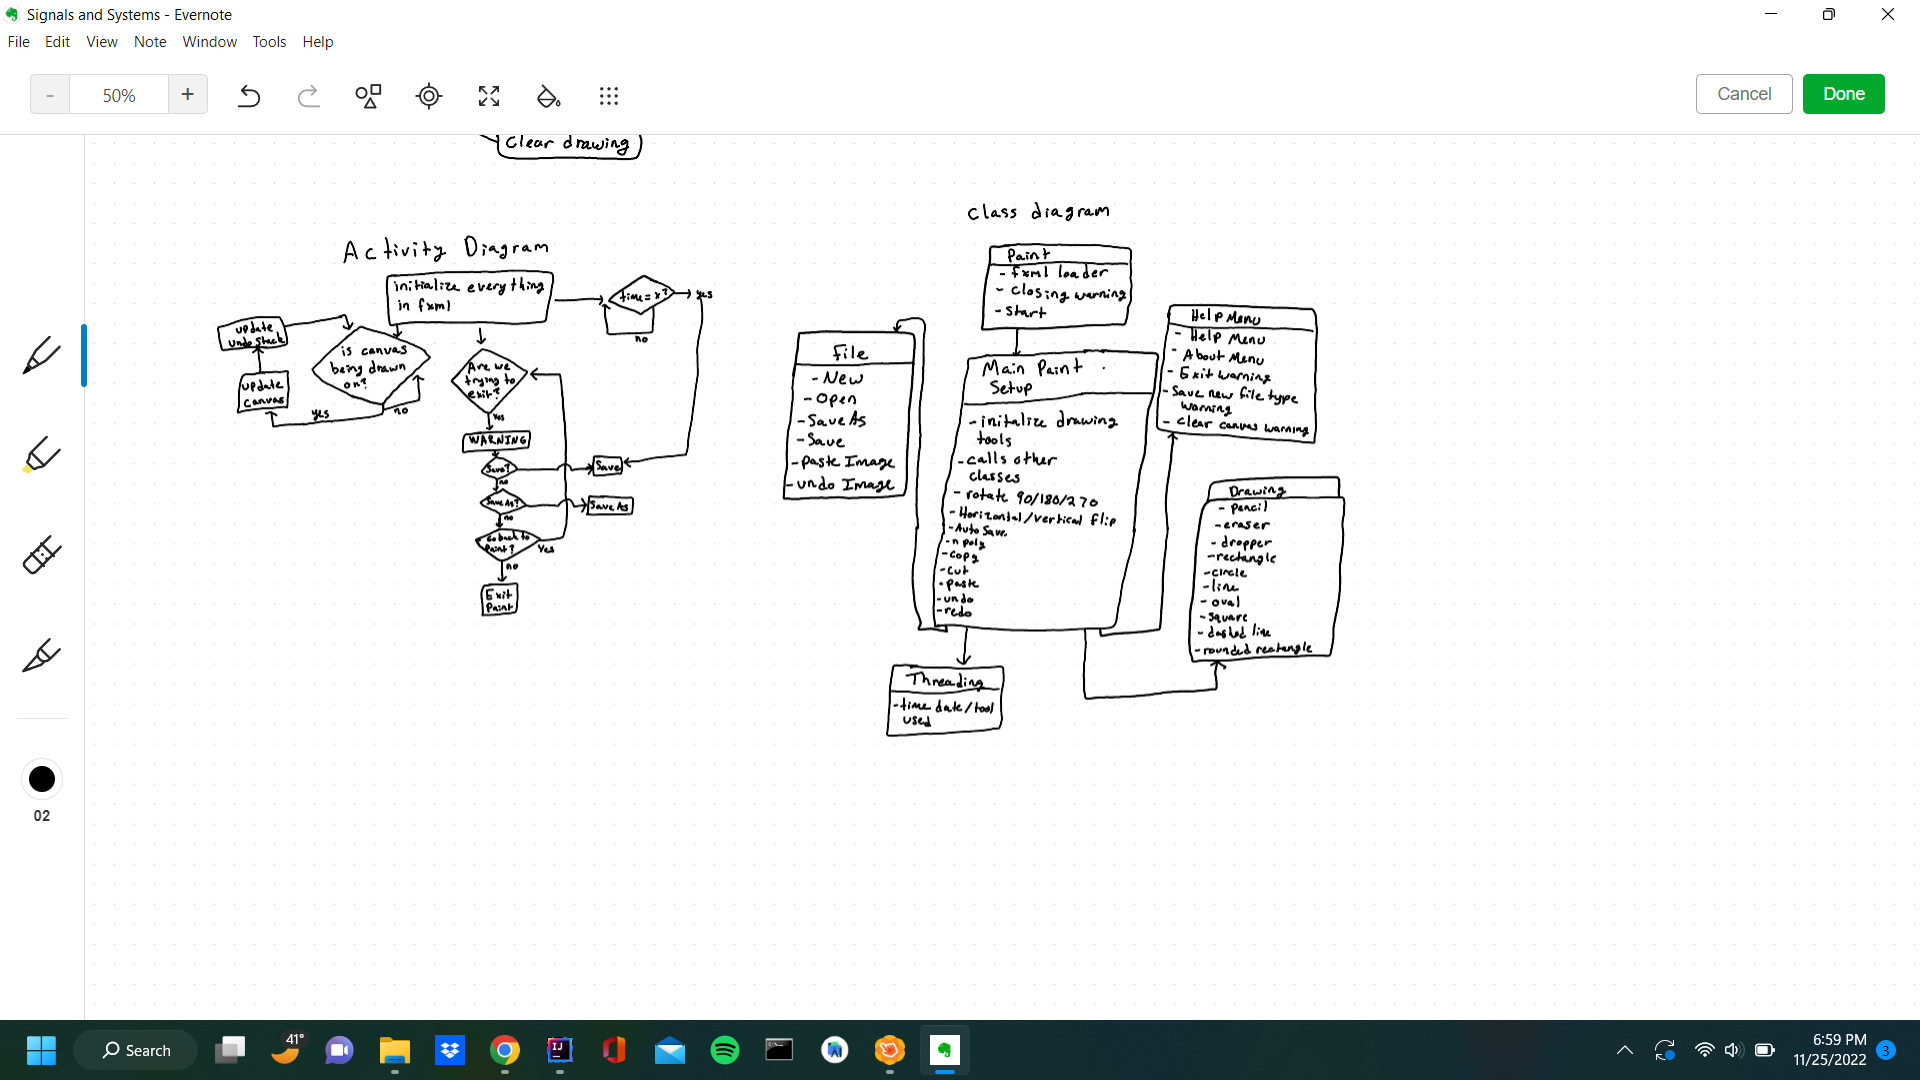 Signals and Systems - Evernote
File Edit View Note Window Tools Help
- 50% +
Cancel Done
Clear drawing
Activity Diagram
initialize everything
in fxml
time = x?
yes
no
update
undo stack
is canvas
being drawn
on?
update
canvas
yes
no
Are we
trying to
exit?
yes
WARNING
Save?
Save
no
Save As?
Save As
no
Go back to
Paint?
Yes
no
Exit
Paint
Class diagram
Paint
- fxml loader
- closing warning
- start
File
- New
- Open
- Save As
- Save
- Paste Image
- undo Image
Main Paint
Setup
- initalize drawing
tools
- calls other
classes
- rotate 90/180/270
- Horizontal/vertical flip
- Auto Save
- n poly
- copy
- cut
- paste
- undo
- redo
Help Menu
- Help Menu
- About Menu
- Exit warning
- Save new file type
warning
- clear canvas warning
Drawing
- pencil
- eraser
- dropper
- rectangle
- circle
- line
- oval
- square
- dashed line
- rounded rectangle
Threading
- time date/tool
used
02
Search
41°
6:59 PM
11/25/2022
3